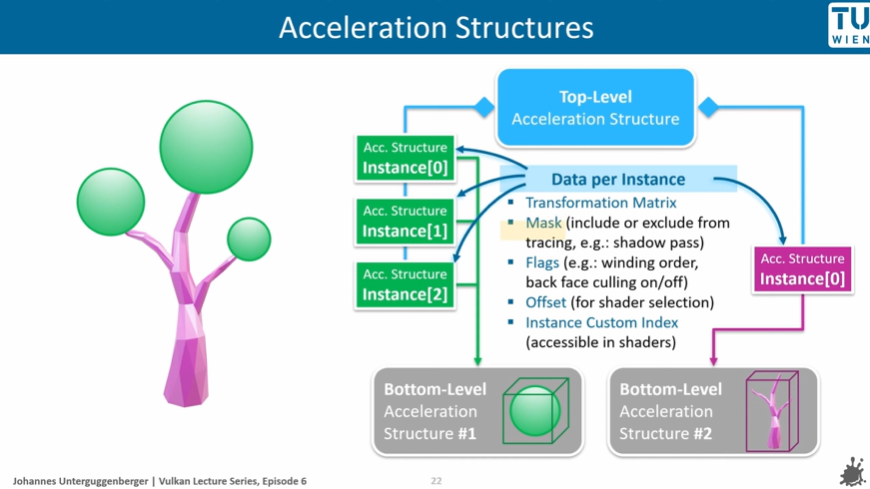 Acceleration Structures
TU
WIEN
Top-Level
Acceleration Structure
Acc. Structure
Instance[0]
Acc. Structure
Instance[1]
Acc. Structure
Instance[2]
Data per Instance
▪ Transformation Matrix
▪ Mask (include or exclude from
tracing, e.g.: shadow pass)
▪ Flags (e.g.: winding order,
back face culling on/off)
▪ Offset (for shader selection)
▪ Instance Custom Index
(accessible in shaders)
Acc. Structure
Instance[0]
Bottom-Level
Acceleration
Structure #1
Bottom-Level
Acceleration
Structure #2
Johannes Unterguggenberger | Vulkan Lecture Series, Episode 6
22